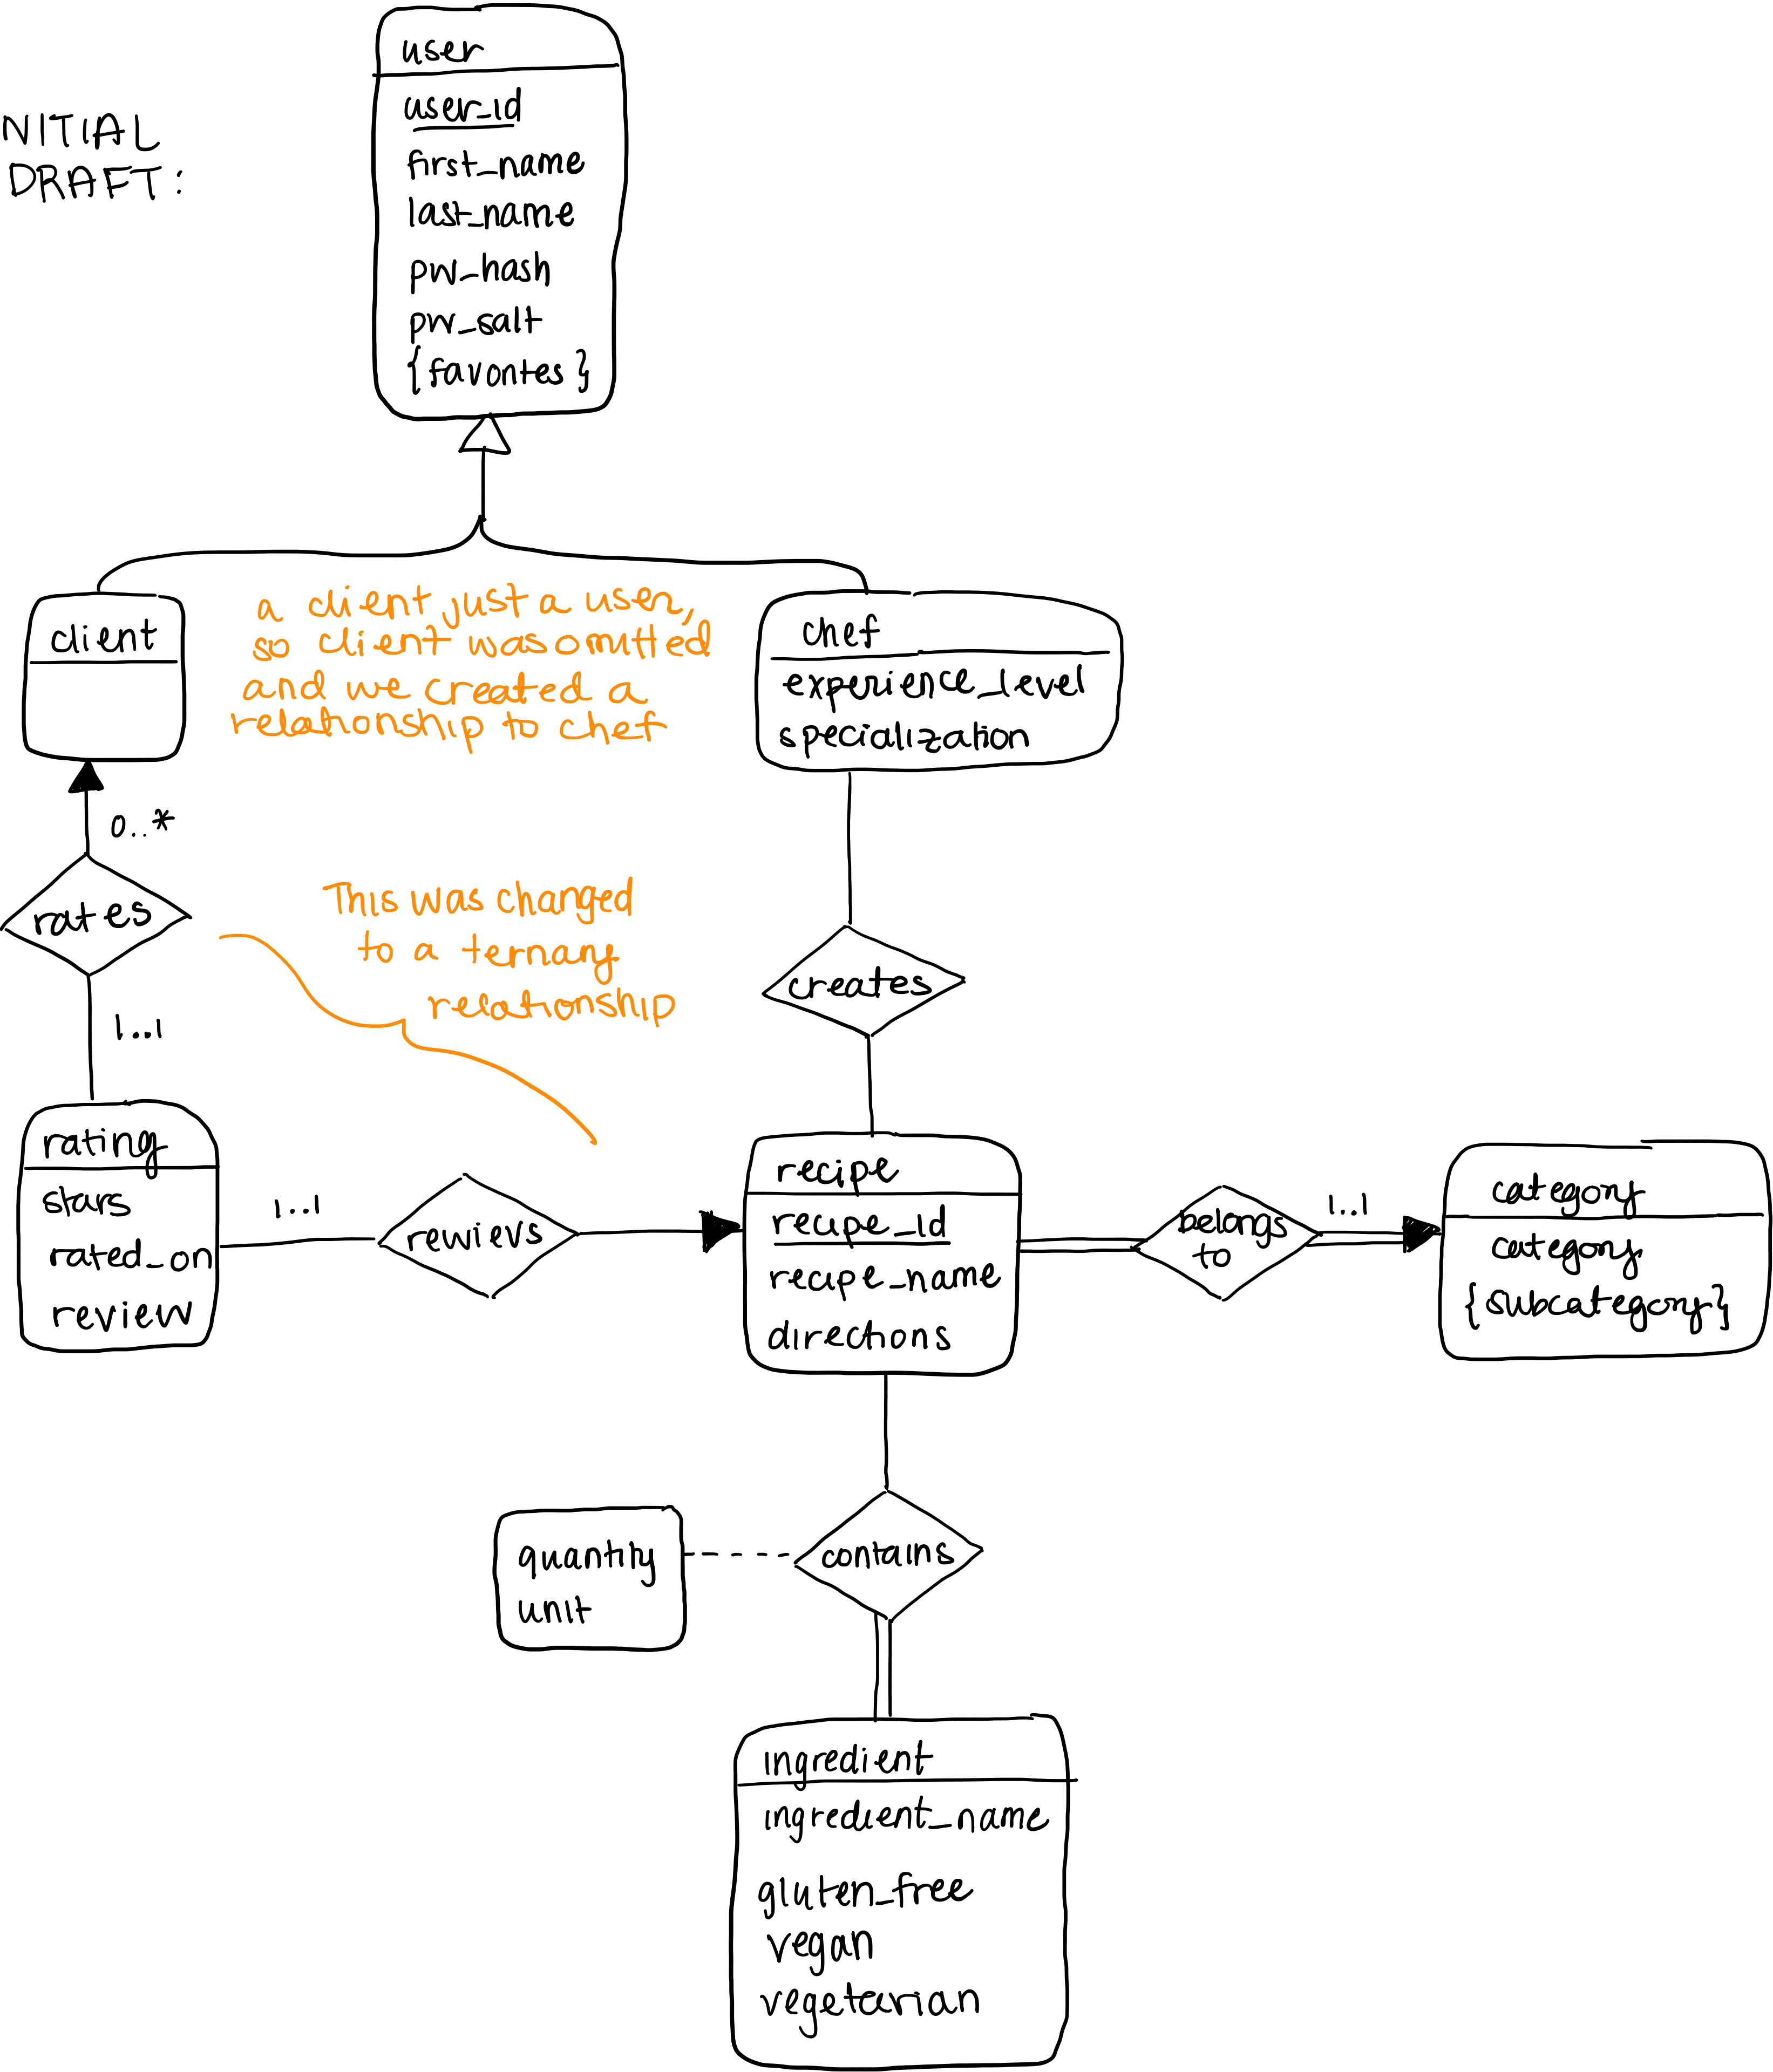 user
NITIAL
DRAFT:
user_id
first_name
last_name
pw_hash
pw_salt
{favorites}
client
a client just a user,
so client was omitted
and we created a
relationship to chef
chef
experience_level
specialization
0..*
rates
1...1
This was changed
to a ternary
relationship
creates
rating
stars
rated_on
review
1...1
rewievs
recipe
recipe_id
recipe_name
directions
belongs
to
1...1
category
category
{subcategory}
quantity
unit
contains
ingredient
ingredient_name
gluten_free
vegan
vegetarian